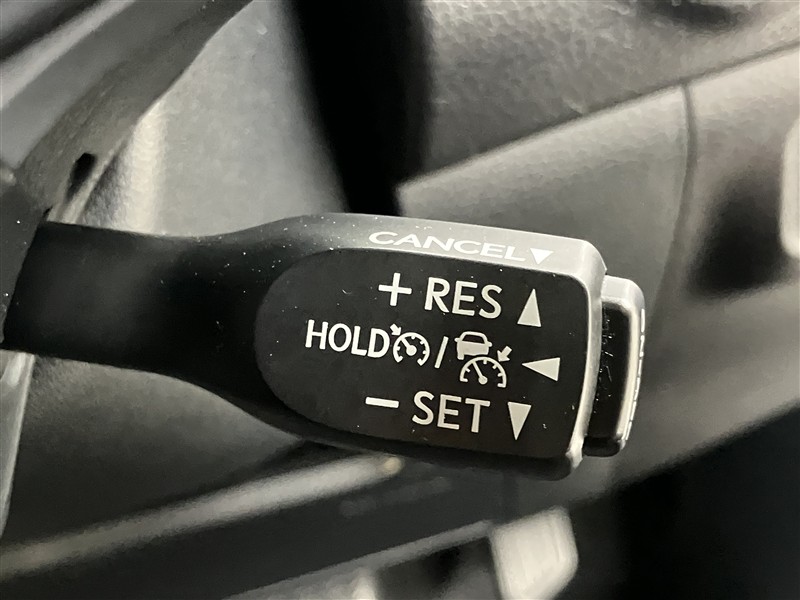 CANCEL▼
+ RES ▲
HOLD / ◀
− SET ▼